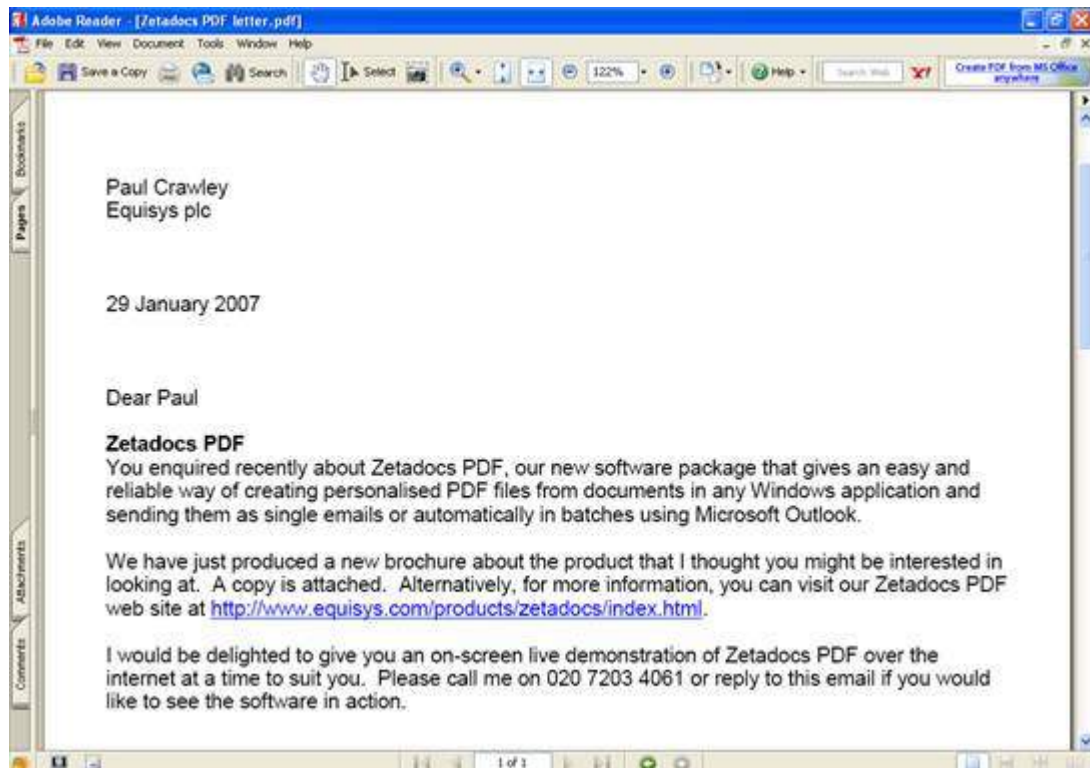 Adobe Reader - [Zetadocs PDF letter.pdf]
File Edit View Document Tools Window Help
Save a Copy Search Select 122% Help Search Web Y! Create PDF from MS Office anywhere
Bookmarks
Pages
Attachments
Comments
Paul Crawley
Equisys plc
29 January 2007
Dear Paul
Zetadocs PDF
You enquired recently about Zetadocs PDF, our new software package that gives an easy and
reliable way of creating personalised PDF files from documents in any Windows application and
sending them as single emails or automatically in batches using Microsoft Outlook.
We have just produced a new brochure about the product that I thought you might be interested in
looking at.  A copy is attached.  Alternatively, for more information, you can visit our Zetadocs PDF
web site at http://www.equisys.com/products/zetadocs/index.html.
I would be delighted to give you an on-screen live demonstration of Zetadocs PDF over the
internet at a time to suit you.  Please call me on 020 7203 4061 or reply to this email if you would
like to see the software in action.
1 of 1